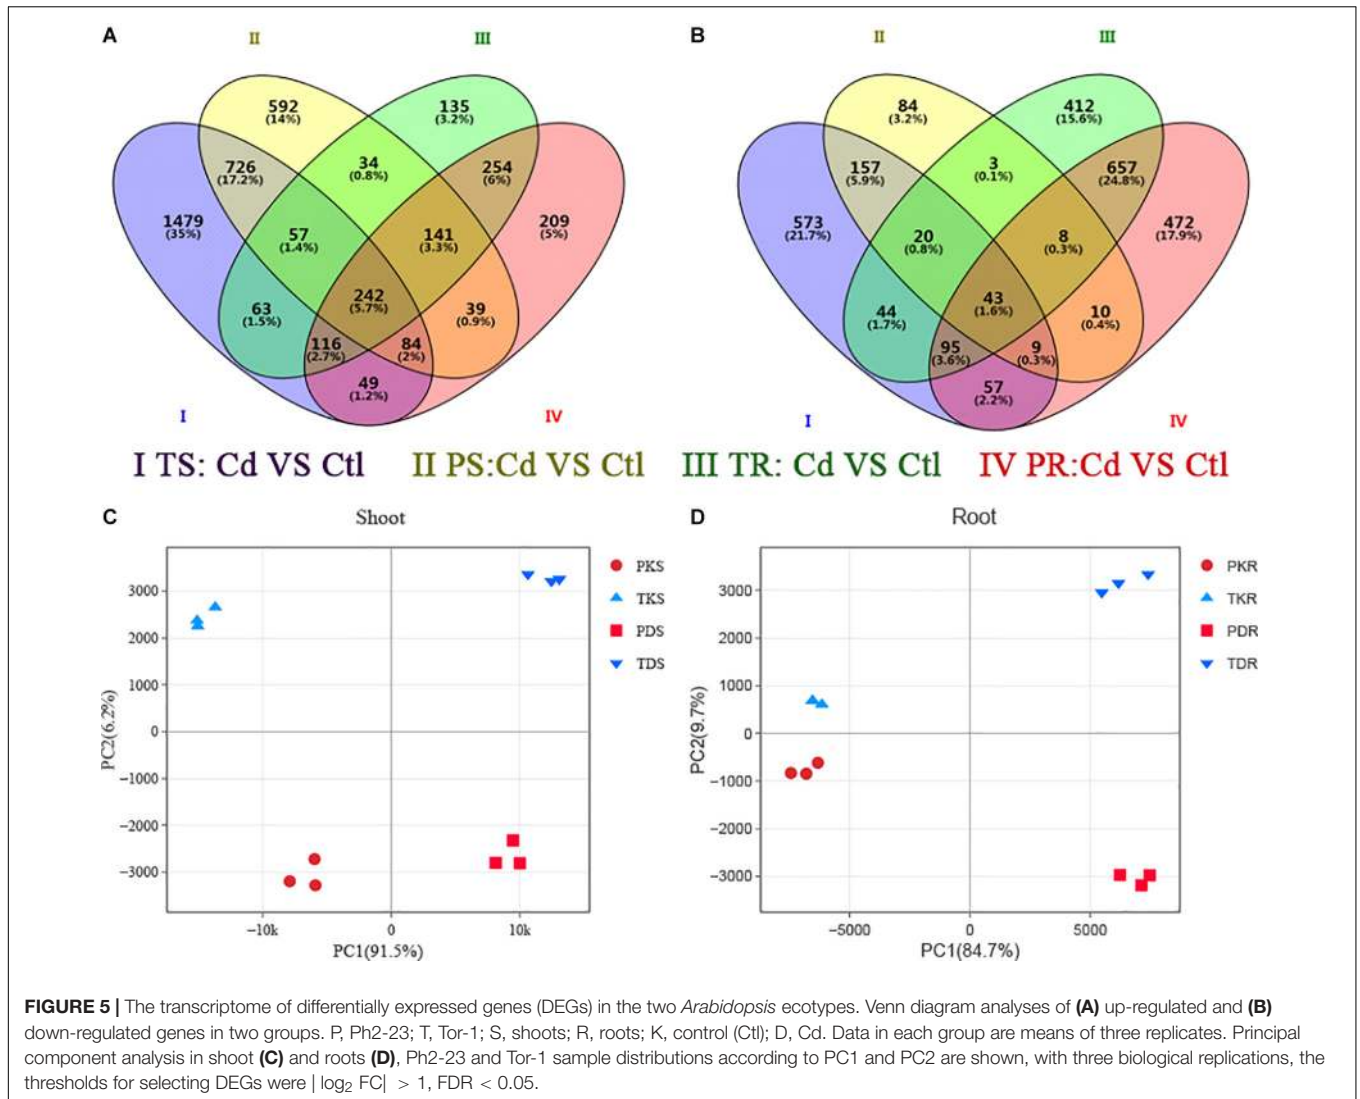 A
B
II
III
II
III
592
(14%)
135
(3.2%)
84
(3.2%)
412
(15.6%)
726
(17.2%)
34
(0.8%)
254
(6%)
157
(5.9%)
3
(0.1%)
657
(24.8%)
1479
(35%)
57
(1.4%)
141
(3.3%)
209
(5%)
573
(21.7%)
20
(0.8%)
8
(0.3%)
472
(17.9%)
63
(1.5%)
242
(5.7%)
39
(0.9%)
44
(1.7%)
43
(1.6%)
10
(0.4%)
116
(2.7%)
84
(2%)
95
(3.6%)
9
(0.3%)
49
(1.2%)
57
(2.2%)
I
IV
I
IV
I TS: Cd VS Ctl II PS:Cd VS Ctl III TR: Cd VS Ctl IV PR:Cd VS Ctl
C
Shoot
PKS
TKS
PDS
TDS
3000
2000
1000
0
−1000
−2000
−3000
PC2(6.2%)
−10k 0 10k
PC1(91.5%)
D
Root
PKR
TKR
PDR
TDR
3000
2000
1000
0
−1000
−2000
−3000
PC2(9.7%)
−5000 0 5000
PC1(84.7%)
FIGURE 5 | The transcriptome of differentially expressed genes (DEGs) in the two Arabidopsis ecotypes. Venn diagram analyses of (A) up-regulated and (B)
down-regulated genes in two groups. P, Ph2-23; T, Tor-1; S, shoots; R, roots; K, control (Ctl); D, Cd. Data in each group are means of three replicates. Principal
component analysis in shoot (C) and roots (D), Ph2-23 and Tor-1 sample distributions according to PC1 and PC2 are shown, with three biological replications, the
thresholds for selecting DEGs were | log₂ FC| > 1, FDR < 0.05.